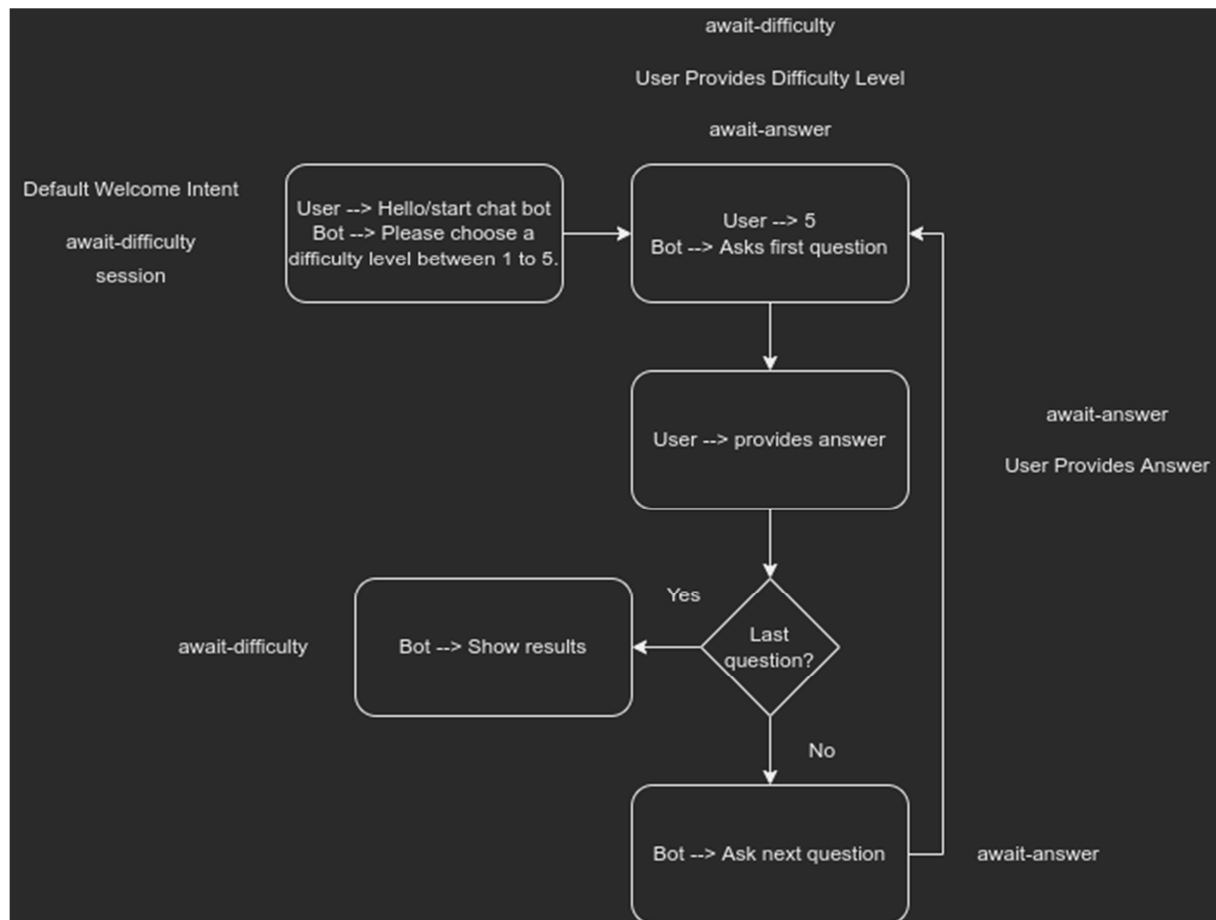 await-difficulty
User Provides Difficulty Level
await-answer
Default Welcome Intent
await-difficulty
session
User --> Hello/start chat bot
Bot --> Please choose a
difficulty level between 1 to 5.
User --> 5
Bot --> Asks first question
User --> provides answer
await-answer
User Provides Answer
Yes
Last
question?
await-difficulty
Bot --> Show results
No
Bot --> Ask next question
await-answer